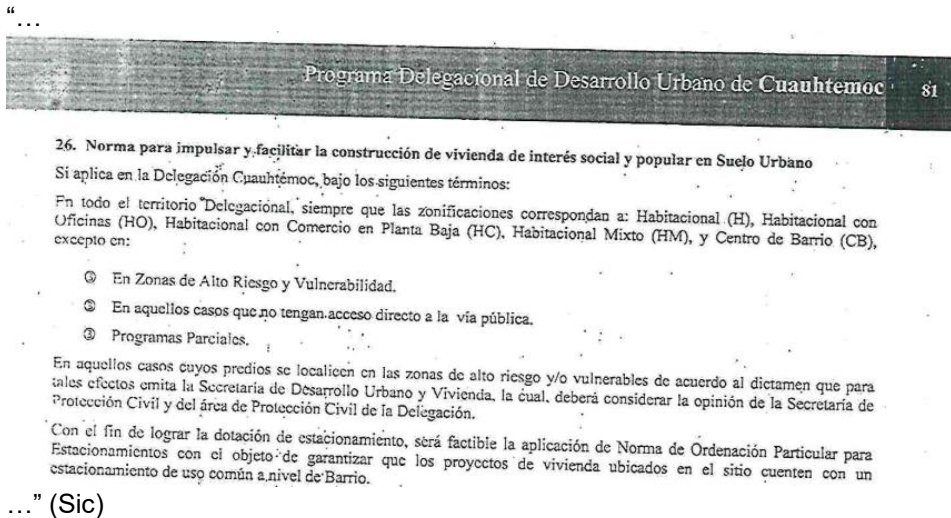 “…
Programa Delegacional de Desarrollo Urbano de Cuauhtemoc 81
26. Norma para impulsar y facilitar la construcción de vivienda de interés social y popular en Suelo Urbano
Si aplica en la Delegación Cuauhtémoc, bajo los siguientes términos:
En todo el territorio Delegacional, siempre que las zonificaciones correspondan a: Habitacional (H), Habitacional con
Oficinas (HO), Habitacional con Comercio en Planta Baja (HC), Habitacional Mixto (HM), y Centro de Barrio (CB),
excepto en:
① En Zonas de Alto Riesgo y Vulnerabilidad.
② En aquellos casos que no tengan acceso directo a la vía pública.
③ Programas Parciales.
En aquellos casos cuyos predios se localicen en las zonas de alto riesgo y/o vulnerables de acuerdo al dictamen que para
tales efectos emita la Secretaría de Desarrollo Urbano y Vivienda, la cual, deberá considerar la opinión de la Secretaría de
Protección Civil y del área de Protección Civil de la Delegación.
Con el fin de lograr la dotación de estacionamiento, será factible la aplicación de Norma de Ordenación Particular para
Estacionamientos con el objeto de garantizar que los proyectos de vivienda ubicados en el sitio cuenten con un
estacionamiento de uso común a nivel de Barrio.
…” (Sic)